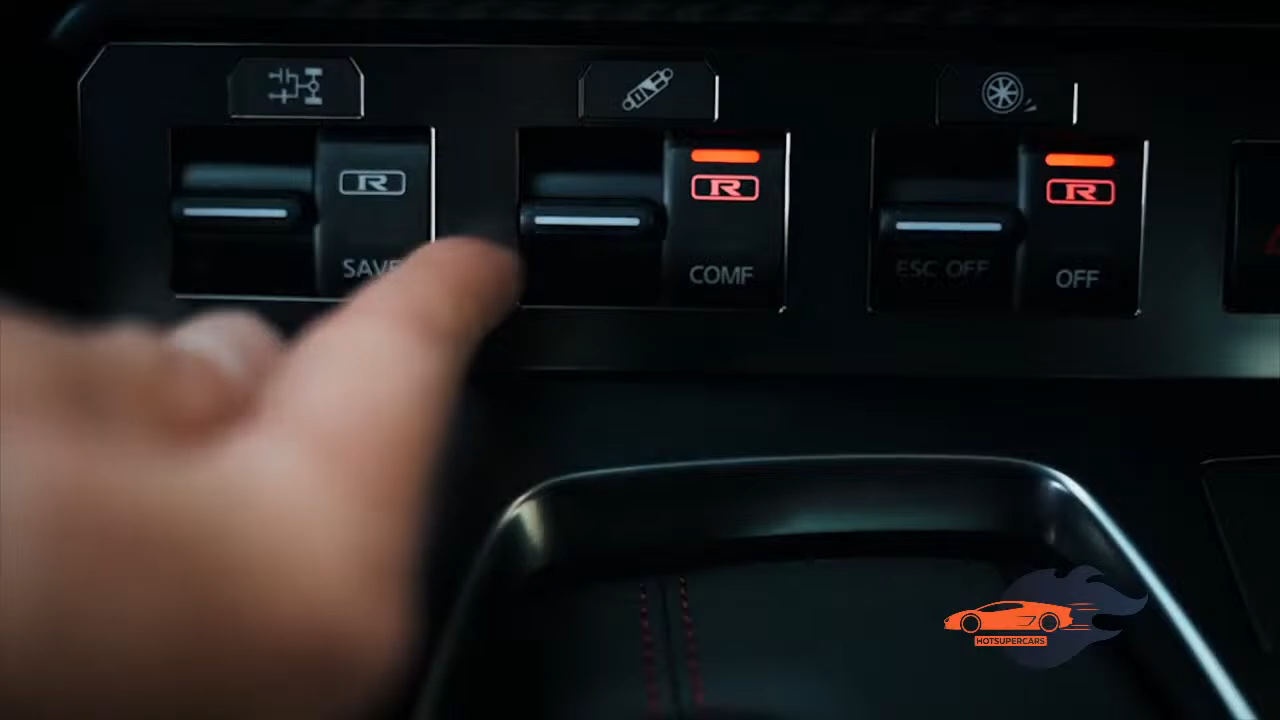 R
R
R
SAVE
COMF
ESC OFF
OFF
HOTSUPERCARS